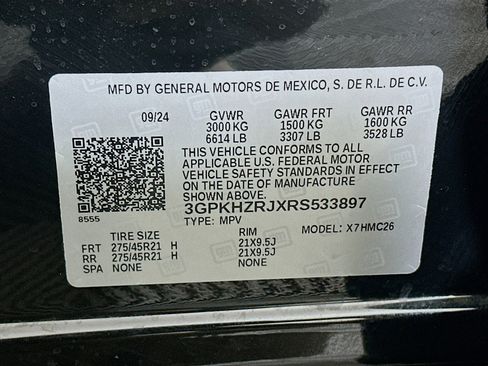 MFD BY GENERAL MOTORS DE MEXICO, S. DE R.L. DE C.V.
09/24 GVWR GAWR FRT GAWR RR
3000 KG 1500 KG 1600 KG
6614 LB 3307 LB 3528 LB
THIS VEHICLE CONFORMS TO ALL
APPLICABLE U.S. FEDERAL MOTOR
VEHICLE SAFETY STANDARDS IN EFFECT
ON THE DATE OF MANUFACTURE
SHOWN ABOVE.
8555 3GPKHZRJXRS533897
TYPE: MPV MODEL: X7HMC26
TIRE SIZE RIM
FRT 275/45R21 H 21X9.5J
RR 275/45R21 H 21X9.5J
SPA NONE NONE